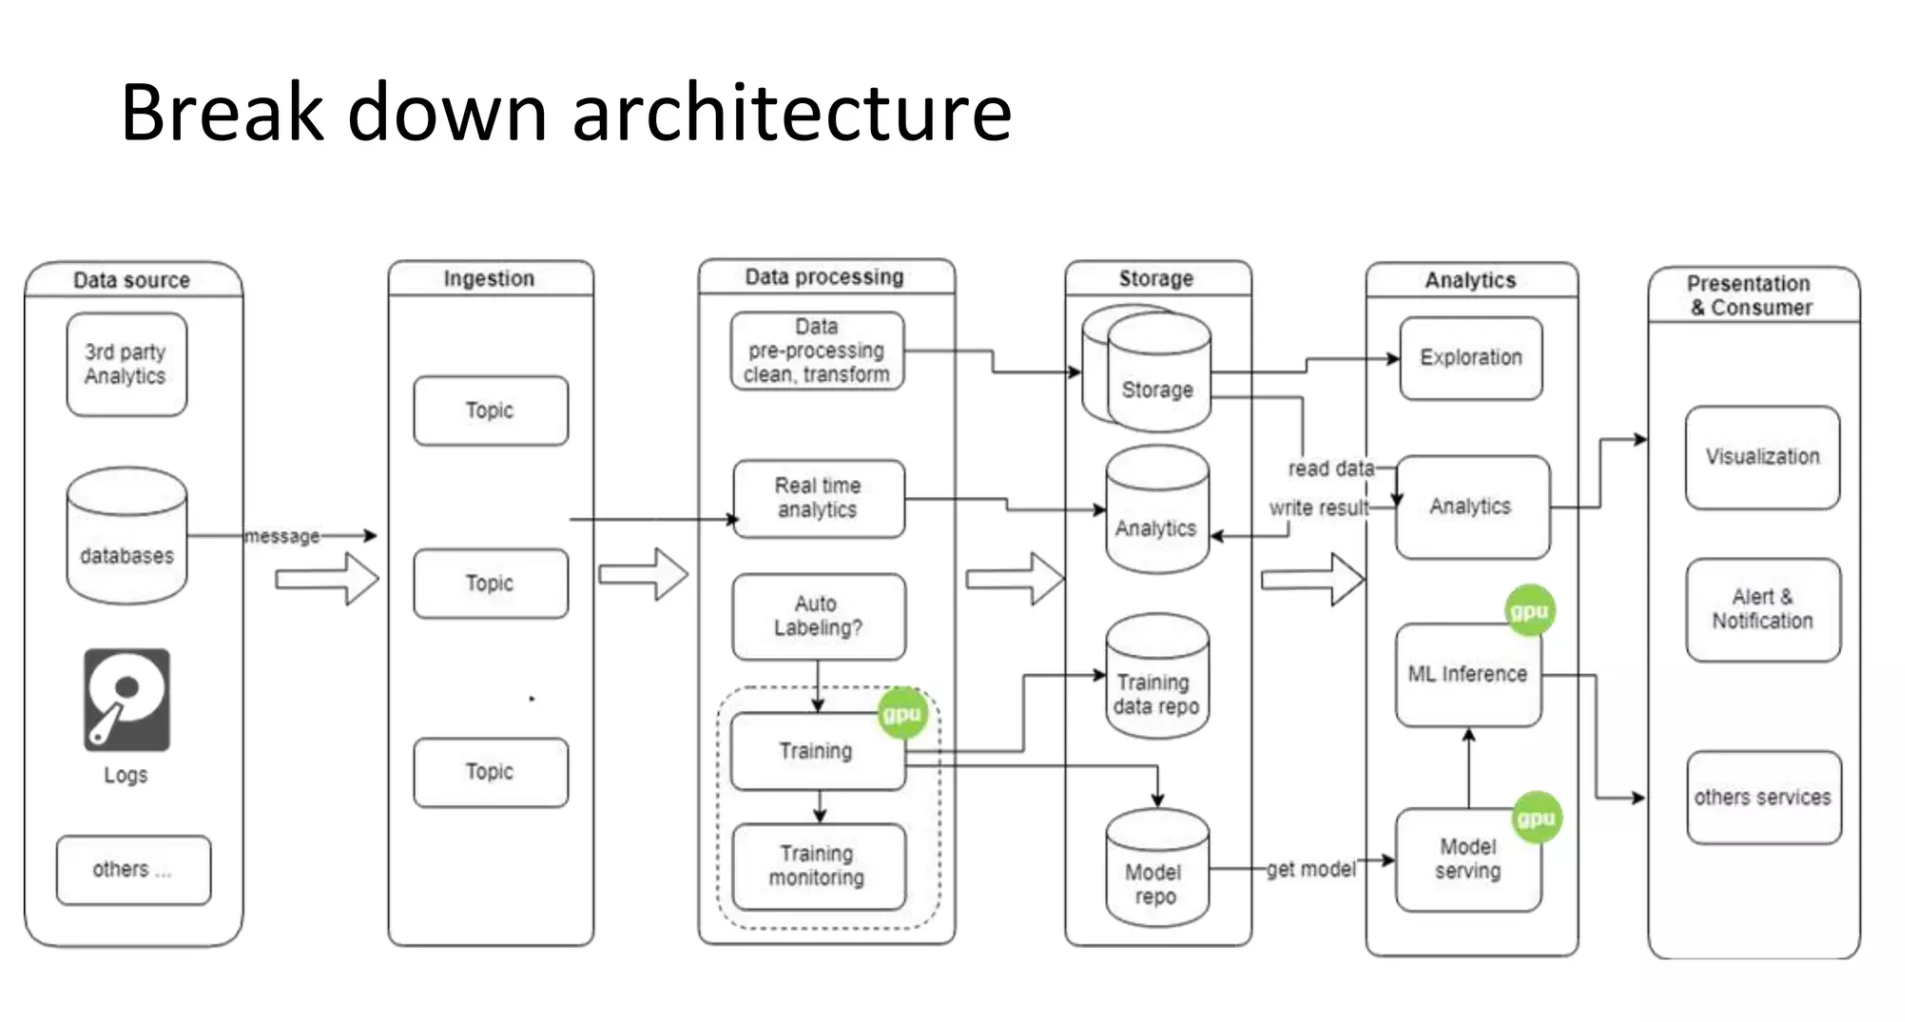 Break down architecture
Data source
3rd party
Analytics
databases
Logs
others ...
message
Ingestion
Topic
Topic
Topic
Data processing
Data
pre-processing
clean, transform
Real time
analytics
Auto
Labeling?
gpu
Training
Training
monitoring
Storage
Storage
Analytics
Training
data repo
Model
repo
read data
write result
get model
Analytics
Exploration
Analytics
gpu
ML Inference
gpu
Model
serving
Presentation
& Consumer
Visualization
Alert &
Notification
others services